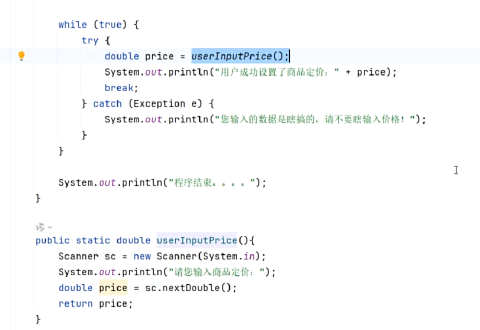 while (true) {
try {
double price = userInputPrice();
System.out.println("用户成功设置了商品定价:" + price);
break;
} catch (Exception e) {
System.out.println("您输入的数据是瞎搞的，请不要瞎输入价格! ");
}
}
System.out.println("程序结束。。。。");
}
public static double userInputPrice(){
Scanner sc = new Scanner(System.in);
System.out.println("请您输入商品定价:");
double price = sc.nextDouble();
return price;
}